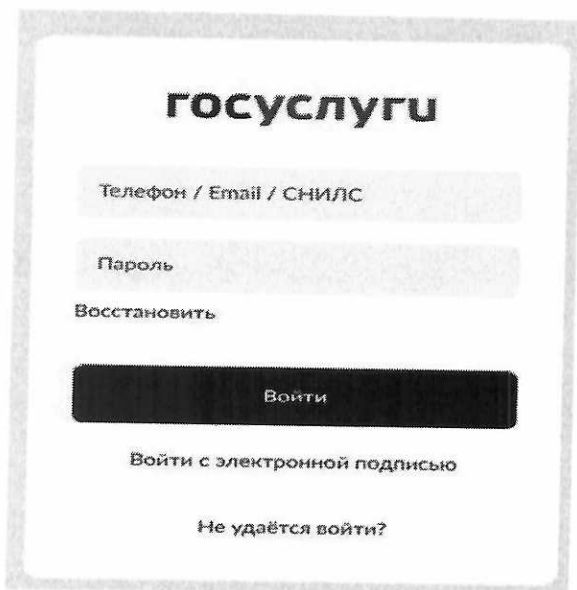 госуслуги
Телефон / Email / СНИЛС
Пароль
Восстановить
Войти
Войти с электронной подписью
Не удаётся войти?